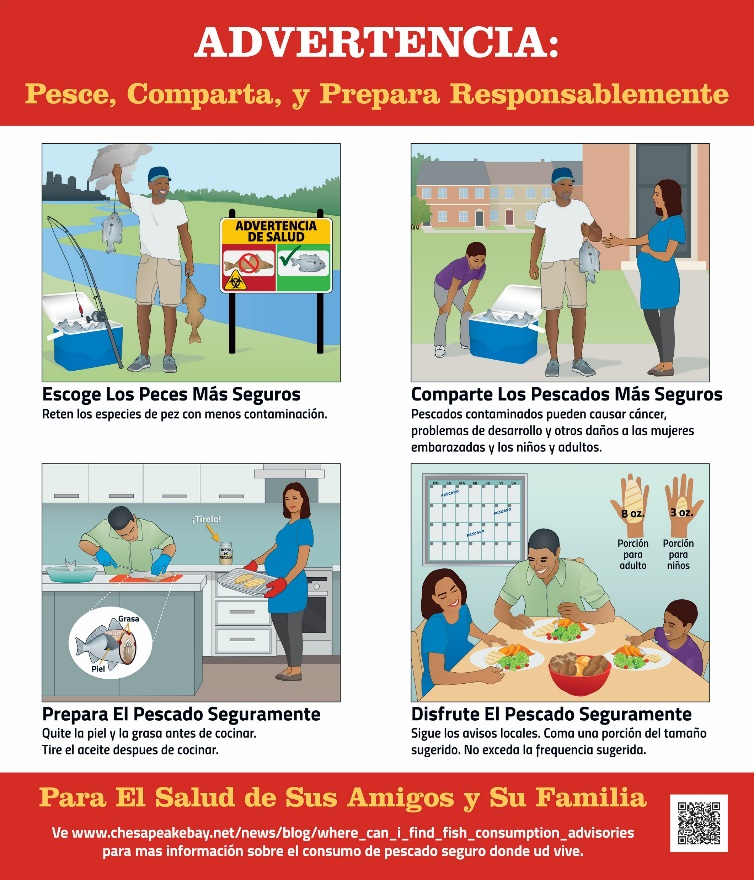 ADVERTENCIA:
Pesce, Comparta, y Prepara Responsablemente
ADVERTENCIA
DE SALUD
Escoge Los Peces Más Seguros
Reten los especies de pez con menos contaminación.
Comparte Los Pescados Más Seguros
Pescados contaminados pueden causar cáncer,
problemas de desarrollo y otros daños a las mujeres
embarazadas y los niños y adultos.
¡Tirelo!
Grasa
Piel
Prepara El Pescado Seguramente
Quite la piel y la grasa antes de cocinar.
Tire el aceite despues de cocinar.
PESCADO
PESCADO
PESCADO
8 oz.
3 oz.
Porción
para
adulto
Porción
para
niños
Disfrute El Pescado Seguramente
Sigue los avisos locales. Coma una porción del tamaño
sugerido. No exceda la frequencia sugerida.
Para El Salud de Sus Amigos y Su Familia
Ve www.chesapeakebay.net/news/blog/where_can_i_find_fish_consumption_advisories
para mas información sobre el consumo de pescado seguro donde ud vive.